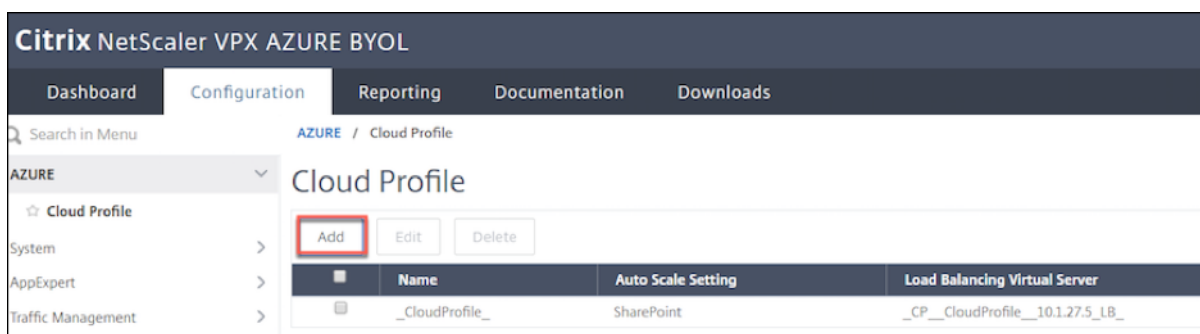 Citrix NetScaler VPX AZURE BYOL
Dashboard Configuration Reporting Documentation Downloads
Search in Menu
AZURE / Cloud Profile
AZURE
Cloud Profile
Cloud Profile
System
AppExpert
Traffic Management
Add Edit Delete
Name Auto Scale Setting Load Balancing Virtual Server
_CloudProfile_ SharePoint _CP__CloudProfile__10.1.27.5_LB_